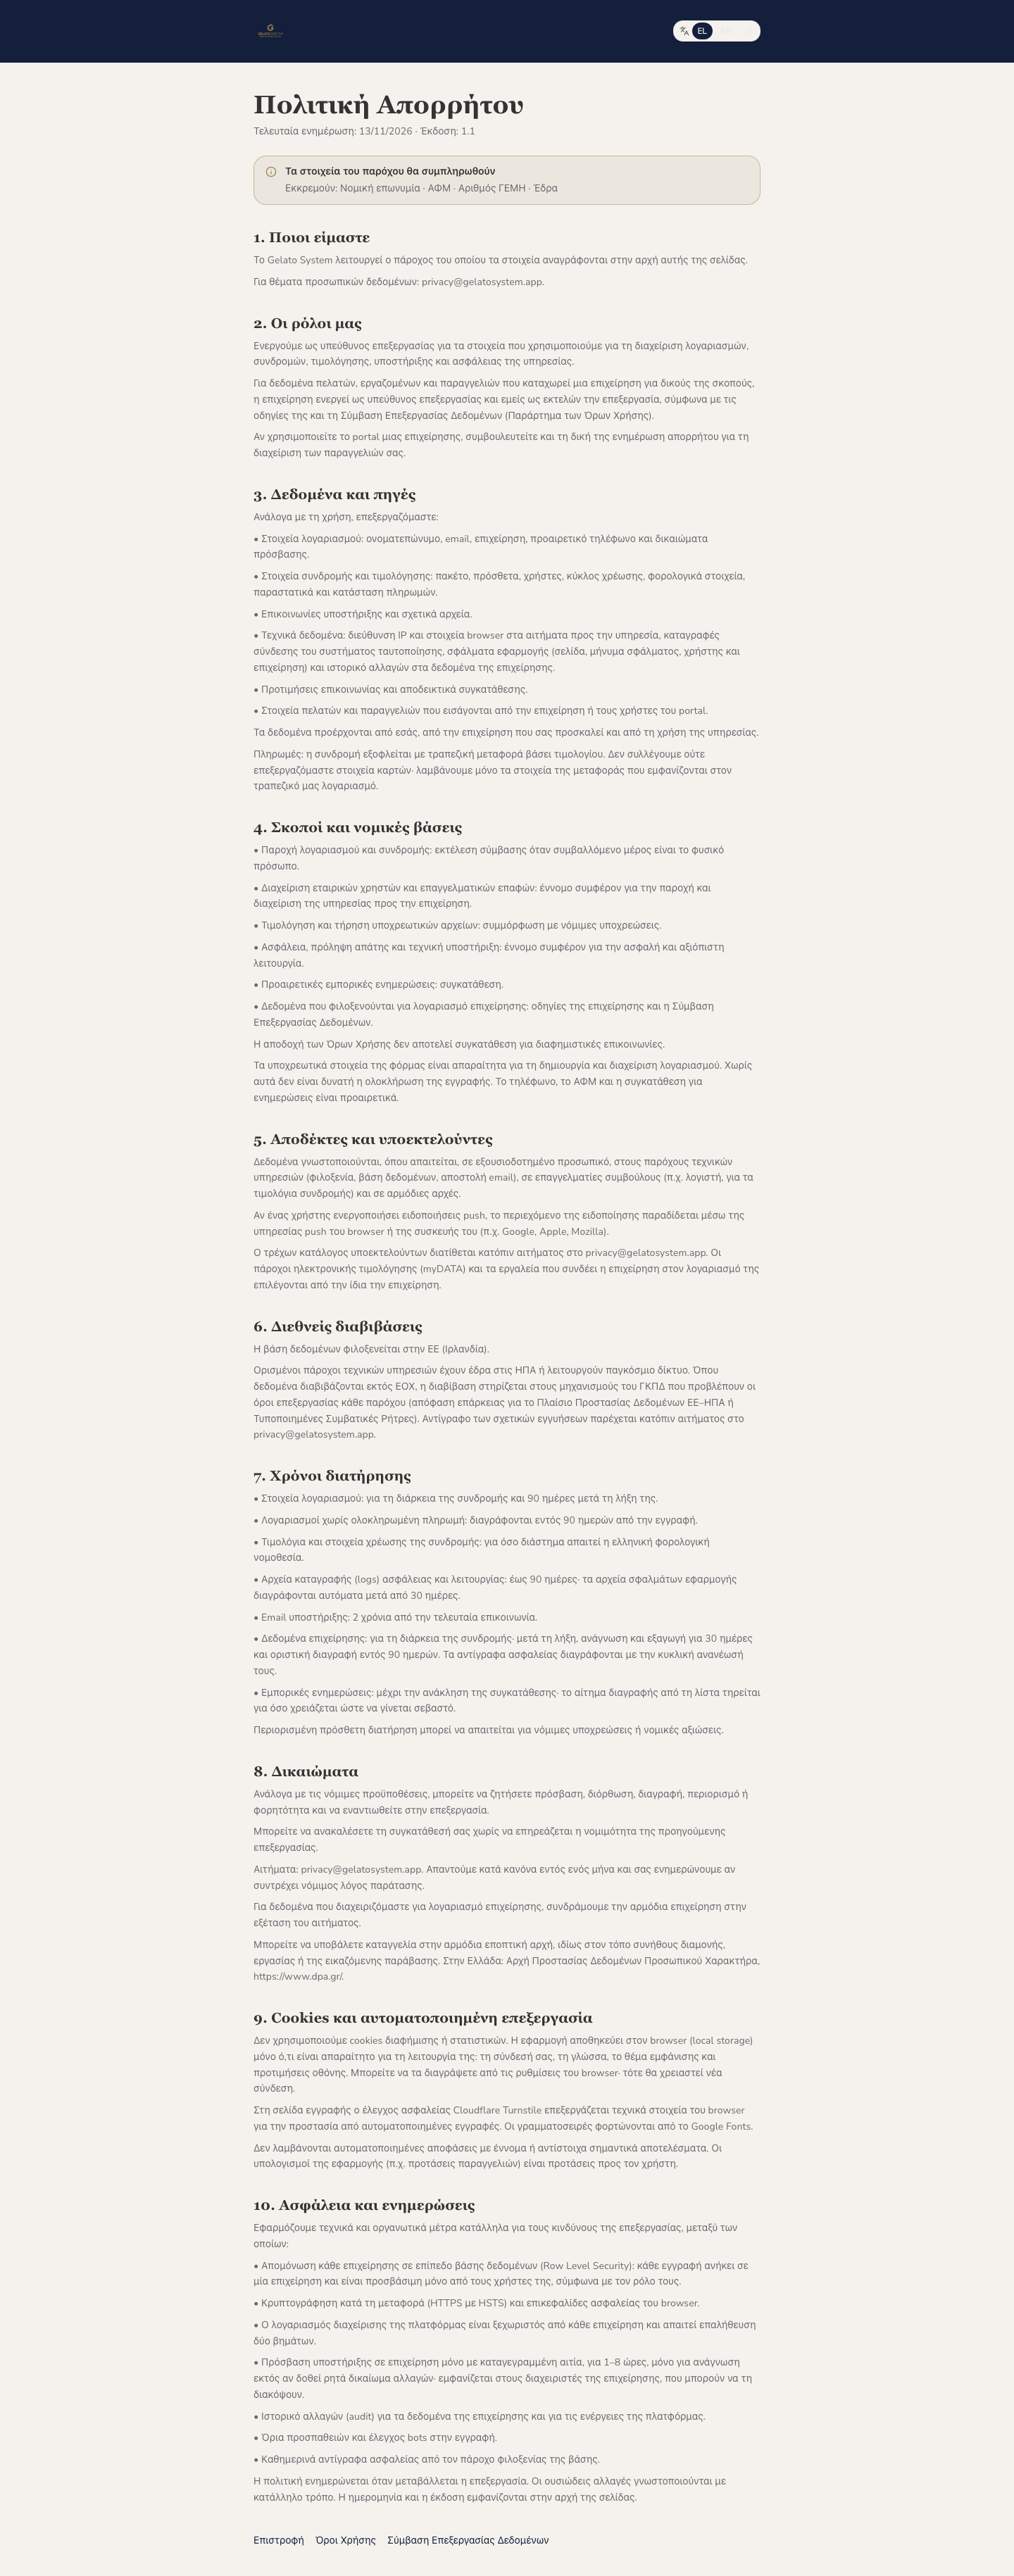 EL
Πολιτική Απορρήτου
Τελευταία ενημέρωση: 13/11/2026 · Έκδοση: 1.1
Τα στοιχεία του παρόχου θα συμπληρωθούν
Εκκρεμούν: Νομική επωνυμία · ΑΦΜ · Αριθμός ΓΕΜΗ · Έδρα
1. Ποιοι είμαστε
Το Gelato System λειτουργεί ο πάροχος του οποίου τα στοιχεία αναγράφονται στην αρχή αυτής της σελίδας.
Για θέματα προσωπικών δεδομένων: privacy@gelatosystem.app.
2. Οι ρόλοι μας
Ενεργούμε ως υπεύθυνος επεξεργασίας για τα στοιχεία που χρησιμοποιούμε για τη διαχείριση λογαριασμών,
συνδρομών, τιμολόγησης, υποστήριξης και ασφάλειας της υπηρεσίας.
Για δεδομένα πελατών, εργαζομένων και παραγγελιών που καταχωρεί μια επιχείρηση για δικούς της σκοπούς,
η επιχείρηση ενεργεί ως υπεύθυνος επεξεργασίας και εμείς ως εκτελών την επεξεργασία, σύμφωνα με τις
οδηγίες της και τη Σύμβαση Επεξεργασίας Δεδομένων (Παράρτημα των Όρων Χρήσης).
Αν χρησιμοποιείτε το portal μιας επιχείρησης, συμβουλευτείτε και τη δική της ενημέρωση απορρήτου για τη
διαχείριση των παραγγελιών σας.
3. Δεδομένα και πηγές
Ανάλογα με τη χρήση, επεξεργαζόμαστε:
• Στοιχεία λογαριασμού: ονοματεπώνυμο, email, επιχείρηση, προαιρετικό τηλέφωνο και δικαιώματα
πρόσβασης.
• Στοιχεία συνδρομής και τιμολόγησης: πακέτο, πρόσθετα, χρήστες, κύκλος χρέωσης, φορολογικά στοιχεία,
παραστατικά και κατάσταση πληρωμών.
• Επικοινωνίες υποστήριξης και σχετικά αρχεία.
• Τεχνικά δεδομένα: διεύθυνση IP και στοιχεία browser στα αιτήματα προς την υπηρεσία, καταγραφές
σύνδεσης του συστήματος ταυτοποίησης, σφάλματα εφαρμογής (σελίδα, μήνυμα σφάλματος, χρήστης και
επιχείρηση) και ιστορικό αλλαγών στα δεδομένα της επιχείρησης.
• Προτιμήσεις επικοινωνίας και αποδεικτικά συγκατάθεσης.
• Στοιχεία πελατών και παραγγελιών που εισάγονται από την επιχείρηση ή τους χρήστες του portal.
Τα δεδομένα προέρχονται από εσάς, από την επιχείρηση που σας προσκαλεί και από τη χρήση της υπηρεσίας.
Πληρωμές: η συνδρομή εξοφλείται με τραπεζική μεταφορά βάσει τιμολογίου. Δεν συλλέγουμε ούτε
επεξεργαζόμαστε στοιχεία καρτών· λαμβάνουμε μόνο τα στοιχεία της μεταφοράς που εμφανίζονται στον
τραπεζικό μας λογαριασμό.
4. Σκοποί και νομικές βάσεις
• Παροχή λογαριασμού και συνδρομής: εκτέλεση σύμβασης όταν συμβαλλόμενο μέρος είναι το φυσικό
πρόσωπο.
• Διαχείριση εταιρικών χρηστών και επαγγελματικών επαφών: έννομο συμφέρον για την παροχή και
διαχείριση της υπηρεσίας προς την επιχείρηση.
• Τιμολόγηση και τήρηση υποχρεωτικών αρχείων: συμμόρφωση με νόμιμες υποχρεώσεις.
• Ασφάλεια, πρόληψη απάτης και τεχνική υποστήριξη: έννομο συμφέρον για την ασφαλή και αξιόπιστη
λειτουργία.
• Προαιρετικές εμπορικές ενημερώσεις: συγκατάθεση.
• Δεδομένα που φιλοξενούνται για λογαριασμό επιχείρησης: οδηγίες της επιχείρησης και η Σύμβαση
Επεξεργασίας Δεδομένων.
Η αποδοχή των Όρων Χρήσης δεν αποτελεί συγκατάθεση για διαφημιστικές επικοινωνίες.
Τα υποχρεωτικά στοιχεία της φόρμας είναι απαραίτητα για τη δημιουργία και διαχείριση λογαριασμού. Χωρίς
αυτά δεν είναι δυνατή η ολοκλήρωση της εγγραφής. Το τηλέφωνο, το ΑΦΜ και η συγκατάθεση για
ενημερώσεις είναι προαιρετικά.
5. Αποδέκτες και υποεκτελούντες
Δεδομένα γνωστοποιούνται, όπου απαιτείται, σε εξουσιοδοτημένο προσωπικό, στους παρόχους τεχνικών
υπηρεσιών (φιλοξενία, βάση δεδομένων, αποστολή email), σε επαγγελματίες συμβούλους (π.χ. λογιστή, για τα
τιμολόγια συνδρομής) και σε αρμόδιες αρχές.
Αν ένας χρήστης ενεργοποιήσει ειδοποιήσεις push, το περιεχόμενο της ειδοποίησης παραδίδεται μέσω της
υπηρεσίας push του browser ή της συσκευής του (π.χ. Google, Apple, Mozilla).
Ο τρέχων κατάλογος υποεκτελούντων διατίθεται κατόπιν αιτήματος στο privacy@gelatosystem.app. Οι
πάροχοι ηλεκτρονικής τιμολόγησης (myDATA) και τα εργαλεία που συνδέει η επιχείρηση στον λογαριασμό της
επιλέγονται από την ίδια την επιχείρηση.
6. Διεθνείς διαβιβάσεις
Η βάση δεδομένων φιλοξενείται στην ΕΕ (Ιρλανδία).
Ορισμένοι πάροχοι τεχνικών υπηρεσιών έχουν έδρα στις ΗΠΑ ή λειτουργούν παγκόσμιο δίκτυο. Όπου
δεδομένα διαβιβάζονται εκτός ΕΟΧ, η διαβίβαση στηρίζεται στους μηχανισμούς του ΓΚΠΔ που προβλέπουν οι
όροι επεξεργασίας κάθε παρόχου (απόφαση επάρκειας για το Πλαίσιο Προστασίας Δεδομένων ΕΕ–ΗΠΑ ή
Τυποποιημένες Συμβατικές Ρήτρες). Αντίγραφο των σχετικών εγγυήσεων παρέχεται κατόπιν αιτήματος στο
privacy@gelatosystem.app.
7. Χρόνοι διατήρησης
• Στοιχεία λογαριασμού: για τη διάρκεια της συνδρομής και 90 ημέρες μετά τη λήξη της.
• Λογαριασμοί χωρίς ολοκληρωμένη πληρωμή: διαγράφονται εντός 90 ημερών από την εγγραφή.
• Τιμολόγια και στοιχεία χρέωσης της συνδρομής: για όσο διάστημα απαιτεί η ελληνική φορολογική
νομοθεσία.
• Αρχεία καταγραφής (logs) ασφάλειας και λειτουργίας: έως 90 ημέρες· τα αρχεία σφαλμάτων εφαρμογής
διαγράφονται αυτόματα μετά από 30 ημέρες.
• Email υποστήριξης: 2 χρόνια από την τελευταία επικοινωνία.
• Δεδομένα επιχείρησης: για τη διάρκεια της συνδρομής· μετά τη λήξη, ανάγνωση και εξαγωγή για 30 ημέρες
και οριστική διαγραφή εντός 90 ημερών. Τα αντίγραφα ασφαλείας διαγράφονται με την κυκλική ανανέωσή
τους.
• Εμπορικές ενημερώσεις: μέχρι την ανάκληση της συγκατάθεσης· το αίτημα διαγραφής από τη λίστα τηρείται
για όσο χρειάζεται ώστε να γίνεται σεβαστό.
Περιορισμένη πρόσθετη διατήρηση μπορεί να απαιτείται για νόμιμες υποχρεώσεις ή νομικές αξιώσεις.
8. Δικαιώματα
Ανάλογα με τις νόμιμες προϋποθέσεις, μπορείτε να ζητήσετε πρόσβαση, διόρθωση, διαγραφή, περιορισμό ή
φορητότητα και να εναντιωθείτε στην επεξεργασία.
Μπορείτε να ανακαλέσετε τη συγκατάθεσή σας χωρίς να επηρεάζεται η νομιμότητα της προηγούμενης
επεξεργασίας.
Αιτήματα: privacy@gelatosystem.app. Απαντούμε κατά κανόνα εντός ενός μήνα και σας ενημερώνουμε αν
συντρέχει νόμιμος λόγος παράτασης.
Για δεδομένα που διαχειριζόμαστε για λογαριασμό επιχείρησης, συνδράμουμε την αρμόδια επιχείρηση στην
εξέταση του αιτήματος.
Μπορείτε να υποβάλετε καταγγελία στην αρμόδια εποπτική αρχή, ιδίως στον τόπο συνήθους διαμονής,
εργασίας ή της εικαζόμενης παράβασης. Στην Ελλάδα: Αρχή Προστασίας Δεδομένων Προσωπικού Χαρακτήρα,
https://www.dpa.gr/.
9. Cookies και αυτοματοποιημένη επεξεργασία
Δεν χρησιμοποιούμε cookies διαφήμισης ή στατιστικών. Η εφαρμογή αποθηκεύει στον browser (local storage)
μόνο ό,τι είναι απαραίτητο για τη λειτουργία της: τη σύνδεσή σας, τη γλώσσα, το θέμα εμφάνισης και
προτιμήσεις οθόνης. Μπορείτε να τα διαγράψετε από τις ρυθμίσεις του browser· τότε θα χρειαστεί νέα
σύνδεση.
Στη σελίδα εγγραφής ο έλεγχος ασφαλείας Cloudflare Turnstile επεξεργάζεται τεχνικά στοιχεία του browser
για την προστασία από αυτοματοποιημένες εγγραφές. Οι γραμματοσειρές φορτώνονται από το Google Fonts.
Δεν λαμβάνονται αυτοματοποιημένες αποφάσεις με έννομα ή αντίστοιχα σημαντικά αποτελέσματα. Οι
υπολογισμοί της εφαρμογής (π.χ. προτάσεις παραγγελιών) είναι προτάσεις προς τον χρήστη.
10. Ασφάλεια και ενημερώσεις
Εφαρμόζουμε τεχνικά και οργανωτικά μέτρα κατάλληλα για τους κινδύνους της επεξεργασίας, μεταξύ των
οποίων:
• Απομόνωση κάθε επιχείρησης σε επίπεδο βάσης δεδομένων (Row Level Security): κάθε εγγραφή ανήκει σε
μία επιχείρηση και είναι προσβάσιμη μόνο από τους χρήστες της, σύμφωνα με τον ρόλο τους.
• Κρυπτογράφηση κατά τη μεταφορά (HTTPS με HSTS) και επικεφαλίδες ασφαλείας του browser.
• Ο λογαριασμός διαχείρισης της πλατφόρμας είναι ξεχωριστός από κάθε επιχείρηση και απαιτεί επαλήθευση
δύο βημάτων.
• Πρόσβαση υποστήριξης σε επιχείρηση μόνο με καταγεγραμμένη αιτία, για 1–8 ώρες, μόνο για ανάγνωση
εκτός αν δοθεί ρητά δικαίωμα αλλαγών· εμφανίζεται στους διαχειριστές της επιχείρησης, που μπορούν να τη
διακόψουν.
• Ιστορικό αλλαγών (audit) για τα δεδομένα της επιχείρησης και για τις ενέργειες της πλατφόρμας.
• Όρια προσπαθειών και έλεγχος bots στην εγγραφή.
• Καθημερινά αντίγραφα ασφαλείας από τον πάροχο φιλοξενίας της βάσης.
Η πολιτική ενημερώνεται όταν μεταβάλλεται η επεξεργασία. Οι ουσιώδεις αλλαγές γνωστοποιούνται με
κατάλληλο τρόπο. Η ημερομηνία και η έκδοση εμφανίζονται στην αρχή της σελίδας.
Επιστροφή Όροι Χρήσης Σύμβαση Επεξεργασίας Δεδομένων